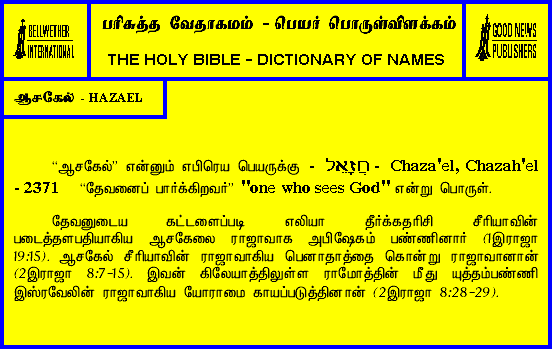 BELLWETHER
INTERNATIONAL
பரிசுத்த வேதாகமம் - பெயர் பொருள்விளக்கம்
THE HOLY BIBLE - DICTIONARY OF NAMES
GOOD NEWS
PUBLISHERS
ஆசகேல் - HAZAEL
“ஆசகேல்” என்னும் எபிரெய பெயருக்கு - חֲזָאֵל - Chaza'el, Chazah'el
- 2371 “தேவனைப் பார்க்கிறவர்” "one who sees God" என்று பொருள்.
தேவனுடைய கட்டளைப்படி எலியா தீர்க்கதரிசி சீரியாவின்
படைத்தளபதியாகிய ஆசகேலை ராஜாவாக அபிஷேகம் பண்ணினார் (1இராஜா
19:15). ஆசகேல் சீரியாவின் ராஜாவாகிய பெனாதாத்தை கொன்று ராஜாவானான்
(2இராஜா 8:7-15). இவன் கிலேயாத்திலுள்ள ராமோத்தின் மீது யுத்தம்பண்ணி
இஸ்ரவேலின் ராஜாவாகிய யோராமை காயப்படுத்தினான் (2இராஜா 8:28-29).